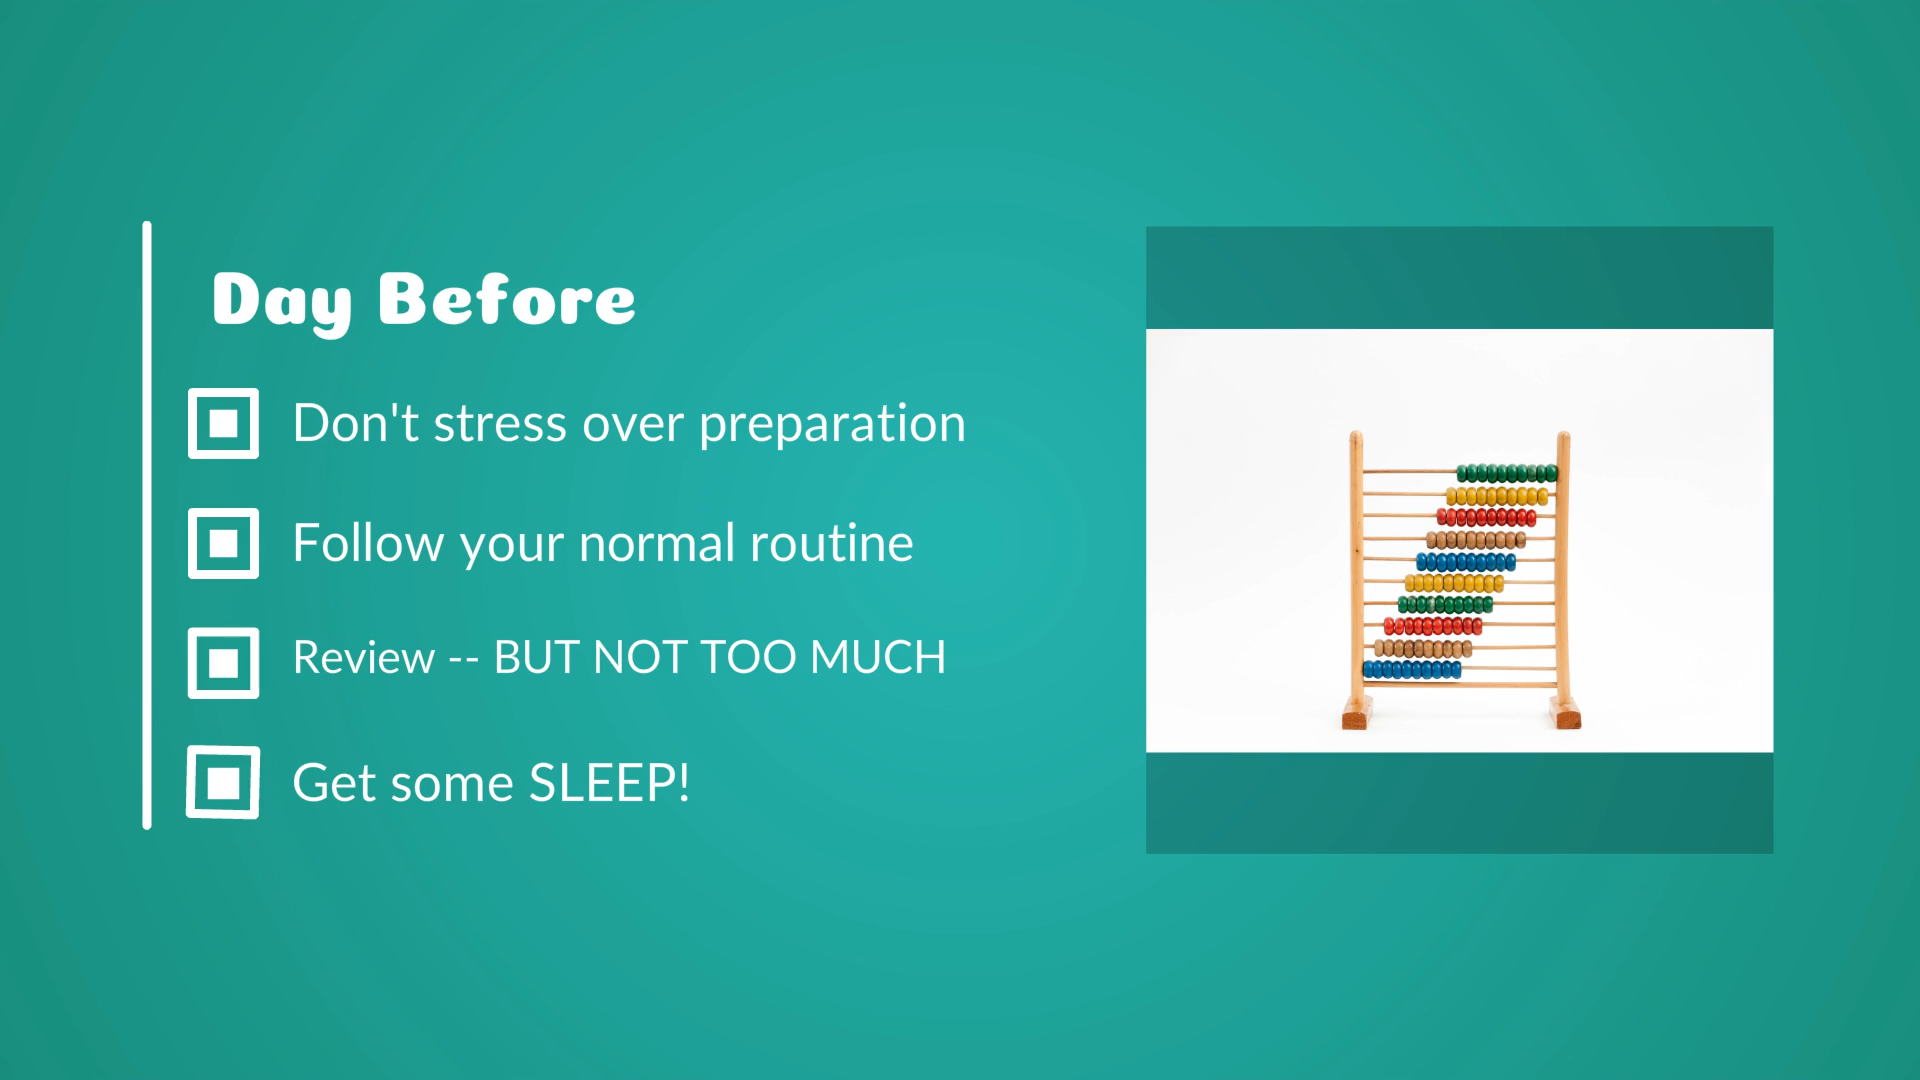 Day Before
Don't stress over preparation
Follow your normal routine
Review -- BUT NOT TOO MUCH
Get some SLEEP!